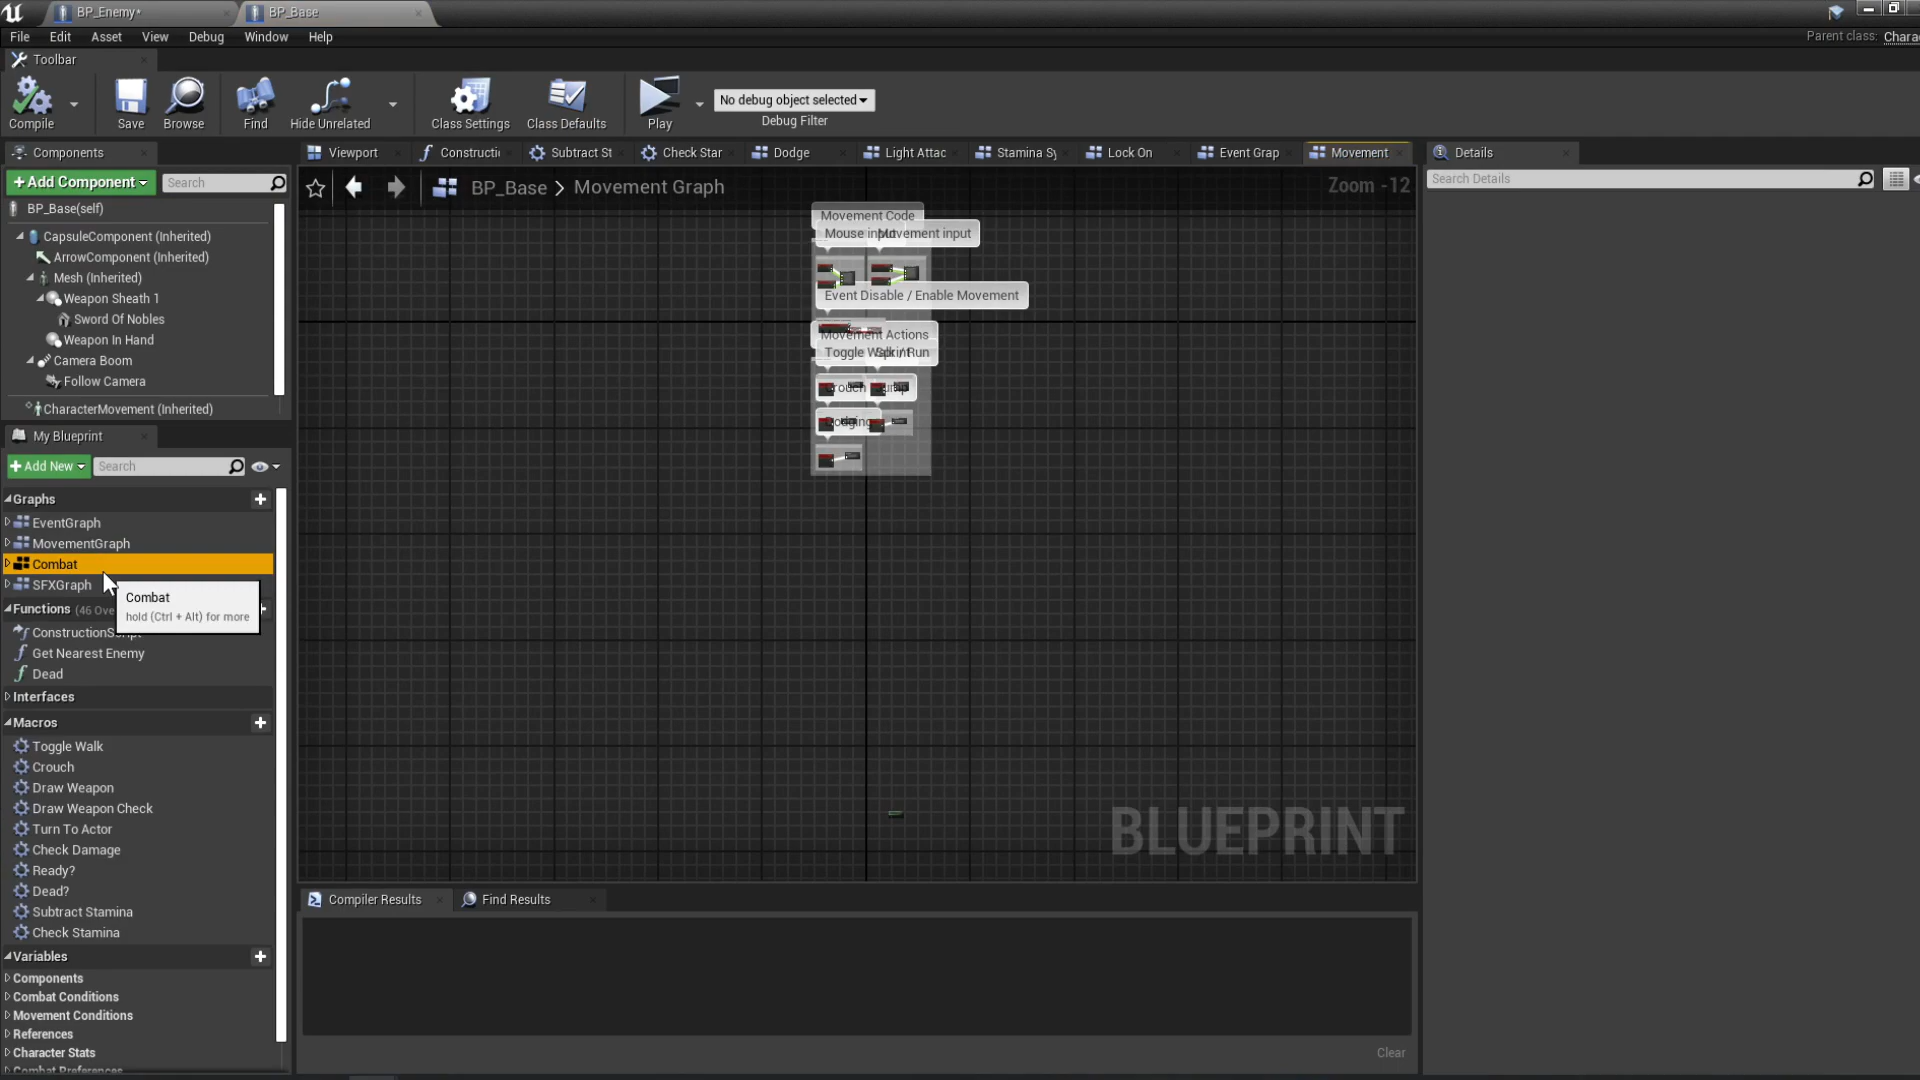 BP_Enemy*
BP_Base
File Edit Asset View Debug Window Help
Parent class: Chara
Toolbar
Compile
Save
Browse
Find
Hide Unrelated
Class Settings
Class Defaults
Play
No debug object selected
Debug Filter
Components
+Add Component
Search
BP_Base(self)
CapsuleComponent (Inherited)
ArrowComponent (Inherited)
Mesh (Inherited)
Weapon Sheath 1
Sword Of Nobles
Weapon In Hand
Camera Boom
Follow Camera
CharacterMovement (Inherited)
My Blueprint
+Add New
Search
Graphs
EventGraph
MovementGraph
Combat
SFXGraph
Combat
hold (Ctrl + Alt) for more
Functions (46 Ove
ConstructionScript
Get Nearest Enemy
Dead
Interfaces
Macros
Toggle Walk
Crouch
Draw Weapon
Draw Weapon Check
Turn To Actor
Check Damage
Ready?
Dead?
Subtract Stamina
Check Stamina
Variables
Components
Combat Conditions
Movement Conditions
References
Character Stats
Combat Preferences
Viewport
Constructi
Subtract St
Check Star
Dodge
Light Attac
Stamina Sy
Lock On
Event Grap
Movement
BP_Base > Movement Graph
Zoom -12
Movement Code
Mouse input
Movement input
Event Disable / Enable Movement
Movement Actions
Toggle Walk / Run
Sprint
Crouch
Jump
Dodging
BLUEPRINT
Compiler Results
Find Results
Clear
Details
Search Details